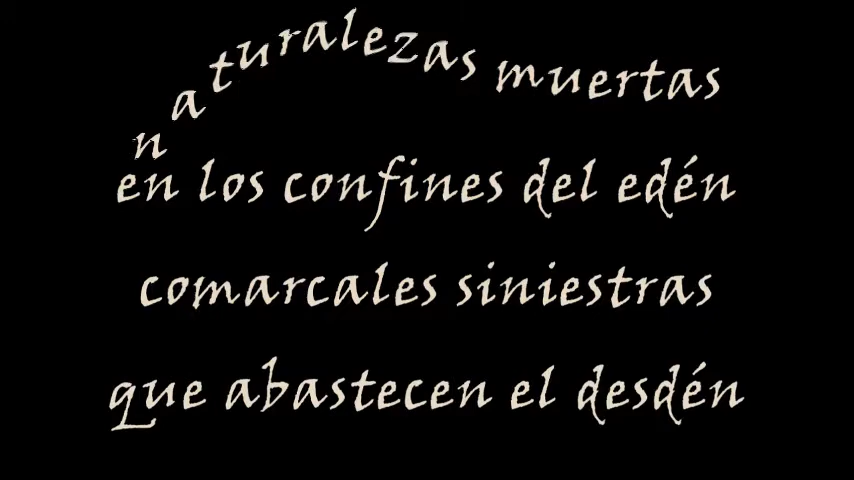 naturalezas muertas
en los confines del edén
comarcales siniestras
que abastecen el desdén